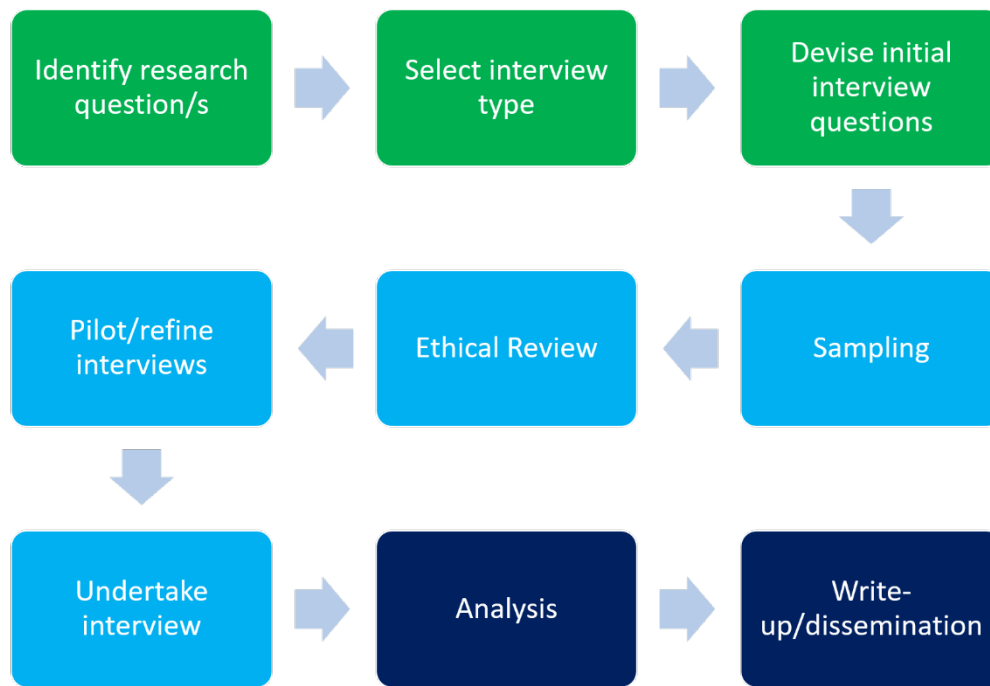 Identify research
question/s
Select interview
type
Devise initial
interview
questions
Pilot/refine
interviews
Ethical Review
Sampling
Undertake
interview
Analysis
Write-
up/dissemination